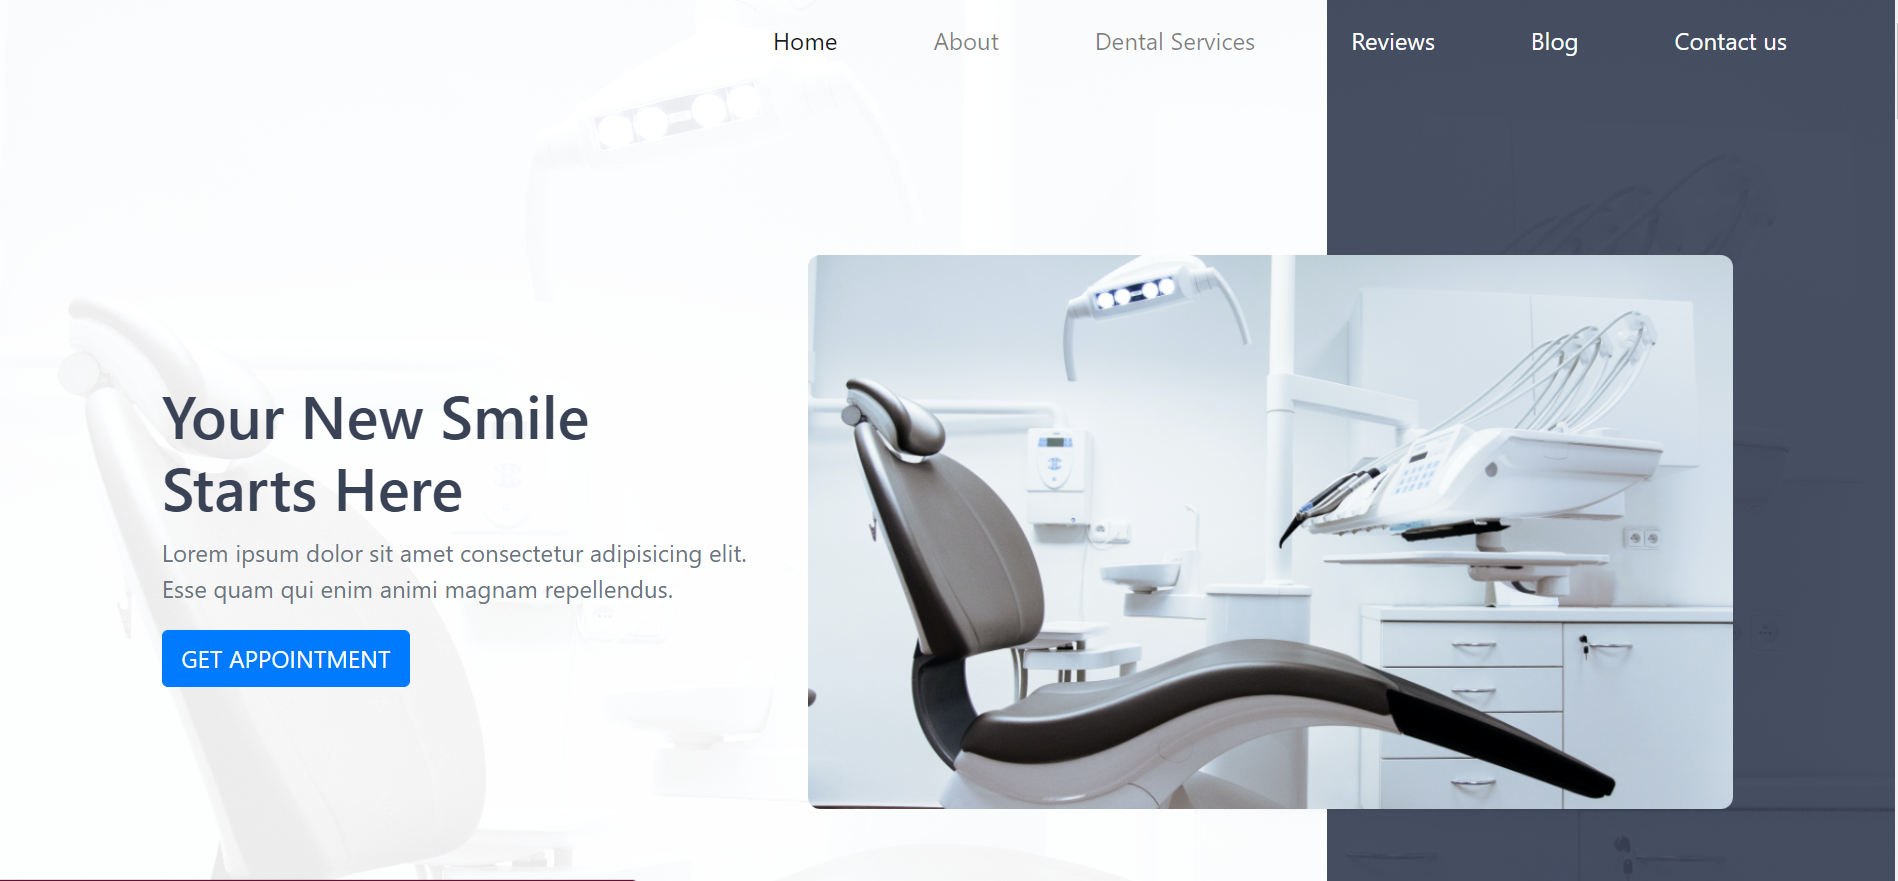 Home About Dental Services Reviews Blog Contact us
Your New Smile
Starts Here
Lorem ipsum dolor sit amet consectetur adipisicing elit.
Esse quam qui enim animi magnam repellendus.
GET APPOINTMENT